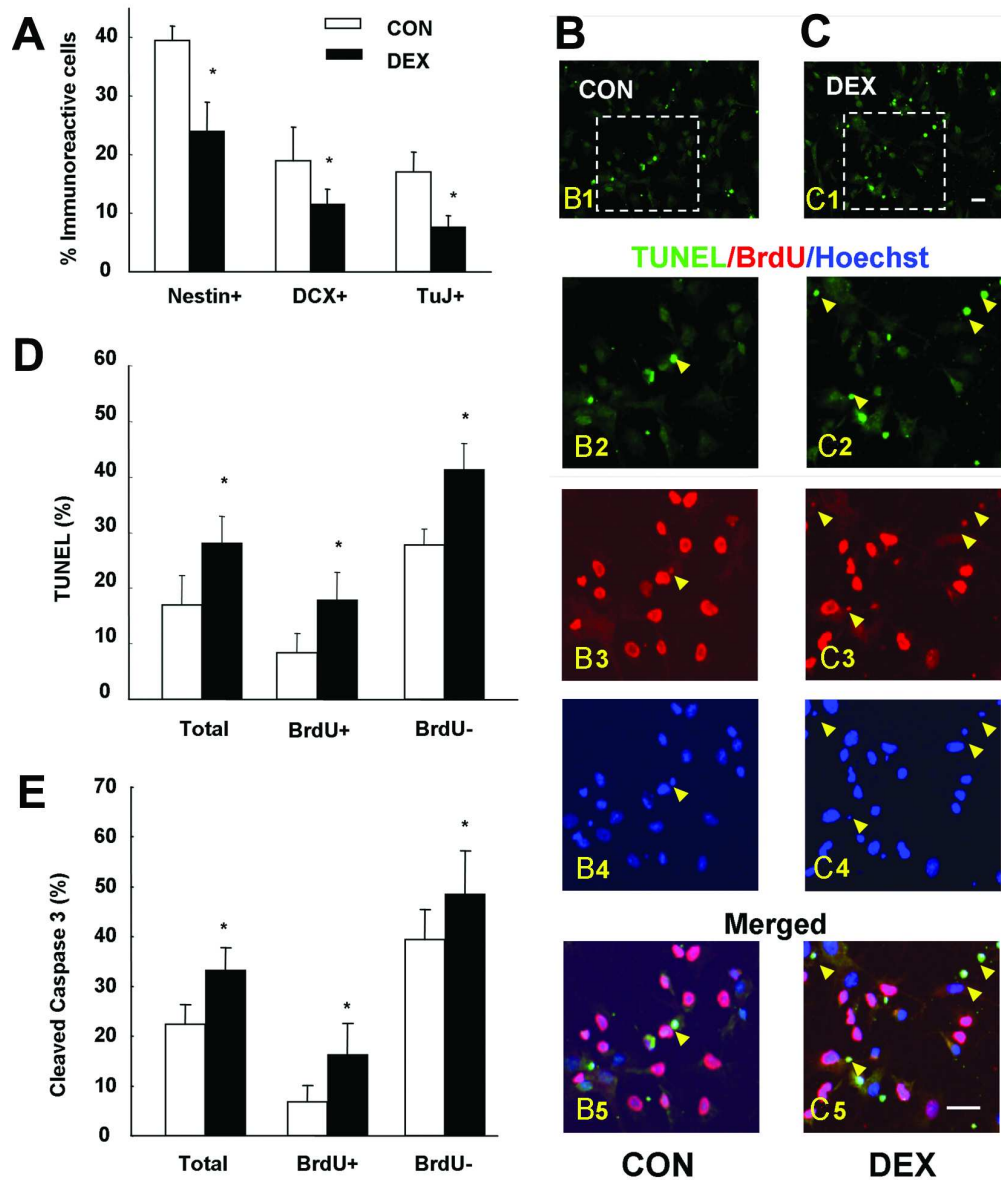 A
% Immunoreactive cells
40
30
20
10
0
CON
DEX
*
*
*
Nestin+
DCX+
TuJ+
B
C
CON
DEX
B1
C1
TUNEL/BrdU/Hoechst
B2
C2
B3
C3
B4
C4
Merged
B5
C5
CON
DEX
D
TUNEL (%)
60
50
40
30
20
10
0
*
*
*
Total
BrdU+
BrdU-
E
Cleaved Caspase 3 (%)
70
60
50
40
30
20
10
0
*
*
*
Total
BrdU+
BrdU-